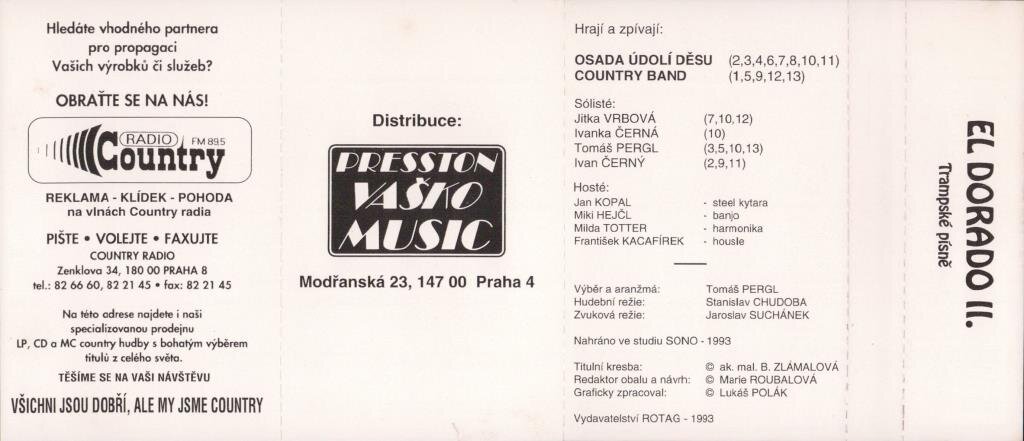 Hledáte vhodného partnera
pro propagaci
Vašich výrobků či služeb?
OBRAŤTE SE NA NÁS!
RADIO FM 89.5
Country
REKLAMA - KLÍDEK - POHODA
na vlnách Country radia
PIŠTE • VOLEJTE • FAXUJTE
COUNTRY RADIO
Zenklova 34, 180 00 PRAHA 8
tel.: 82 66 60, 82 21 45 • fax: 82 21 45
Na této adrese najdete i naši
specializovanou prodejnu
LP, CD a MC country hudby s bohatým výběrem
titulů z celého světa.
TĚŠÍME SE NA VAŠI NÁVŠTĚVU
VŠICHNI JSOU DOBŘÍ, ALE MY JSME COUNTRY
Distribuce:
PRESSTON
VAŠKO
MUSIC
Modřanská 23, 147 00 Praha 4
Hrají a zpívají:
OSADA ÚDOLÍ DĚSU (2,3,4,6,7,8,10,11)
COUNTRY BAND (1,5,9,12,13)
Sólisté:
Jitka VRBOVÁ (7,10,12)
Ivanka ČERNÁ (10)
Tomáš PERGL (3,5,10,13)
Ivan ČERNÝ (2,9,11)
Hosté:
Jan KOPAL - steel kytara
Miki HEJČL - banjo
Milda TOTTER - harmonika
František KACAFÍREK - housle
Výběr a aranžmá: Tomáš PERGL
Hudební režie: Stanislav CHUDOBA
Zvuková režie: Jaroslav SUCHÁNEK
Nahráno ve studiu SONO - 1993
Titulní kresba: © ak. mal. B. ZLÁMALOVÁ
Redaktor obalu a návrh: © Marie ROUBALOVÁ
Graficky zpracoval: © Lukáš POLÁK
Vydavatelství ROTAG - 1993
EL DORADO II.
Trampské písně